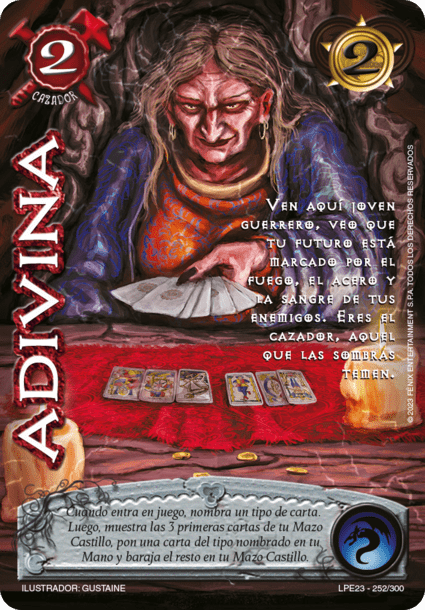 2
CAZADOR
2
ADIVINA
Ven aquí joven
guerrero, veo que
tu futuro está
marcado por el
fuego, el acero y
la sangre de tus
enemigos. Eres el
cazador, aquel
que las sombras
temen.
© 2023 FÉNIX ENTERTAINMENT S.P.A. TODOS LOS DERECHOS RESERVADOS
Cuando entra en juego, nombra un tipo de carta.
Luego, muestra las 3 primeras cartas de tu Mazo
Castillo, pon una carta del tipo nombrado en tu
Mano y baraja el resto en tu Mazo Castillo.
ILUSTRADOR: GUSTAINE
LPE23 - 252/300